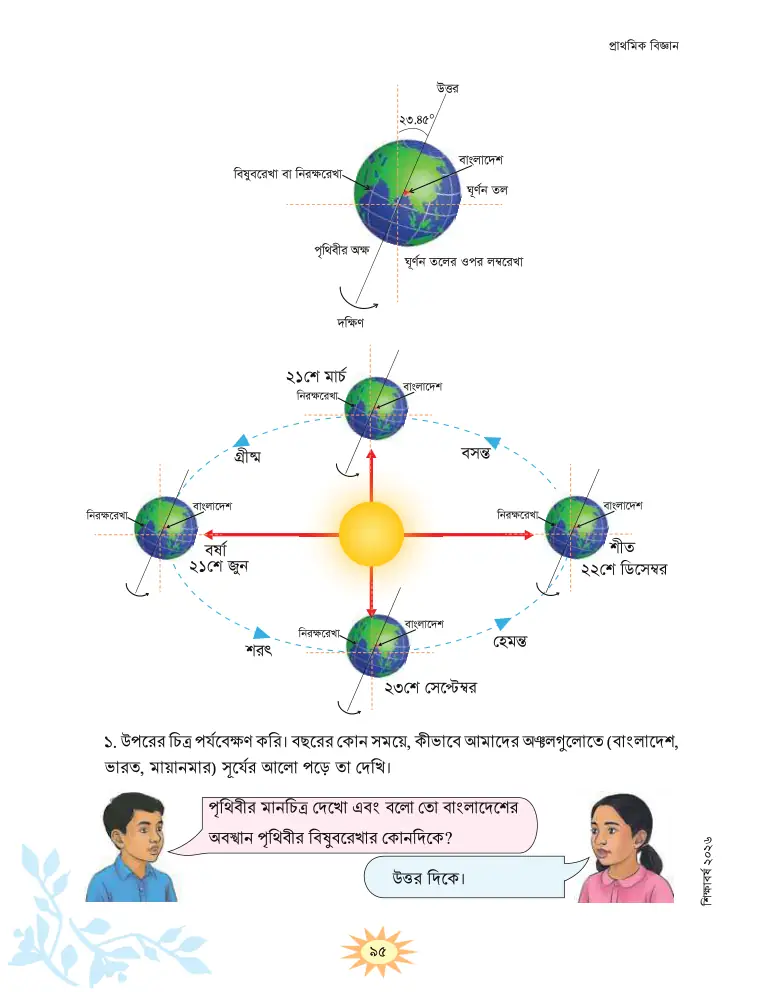 প্রাথমিক বিজ্ঞান
উত্তর
২৩.৪৫°
বাংলাদেশ
বিষুবরেখা বা নিরক্ষরেখা
ঘূর্ণন তল
পৃথিবীর অক্ষ
ঘূর্ণন তলের ওপর লম্বরেখা
দক্ষিণ
২১শে মার্চ
বাংলাদেশ
নিরক্ষরেখা
গ্রীষ্ম
বসন্ত
নিরক্ষরেখা
বাংলাদেশ
নিরক্ষরেখা
বাংলাদেশ
বর্ষা
২১শে জুন
শীত
২২শে ডিসেম্বর
নিরক্ষরেখা
বাংলাদেশ
শরৎ
হেমন্ত
২৩শে সেপ্টেম্বর
১. উপরের চিত্র পর্যবেক্ষণ করি। বছরের কোন সময়ে, কীভাবে আমাদের অঞ্চলগুলোতে (বাংলাদেশ,
ভারত, মায়ানমার) সূর্যের আলো পড়ে তা দেখি।
পৃথিবীর মানচিত্র দেখো এবং বলো তো বাংলাদেশের
অবস্থান পৃথিবীর বিষুবরেখার কোনদিকে?
উত্তর দিকে।
শিক্ষাবর্ষ ২০২৬
৯৫